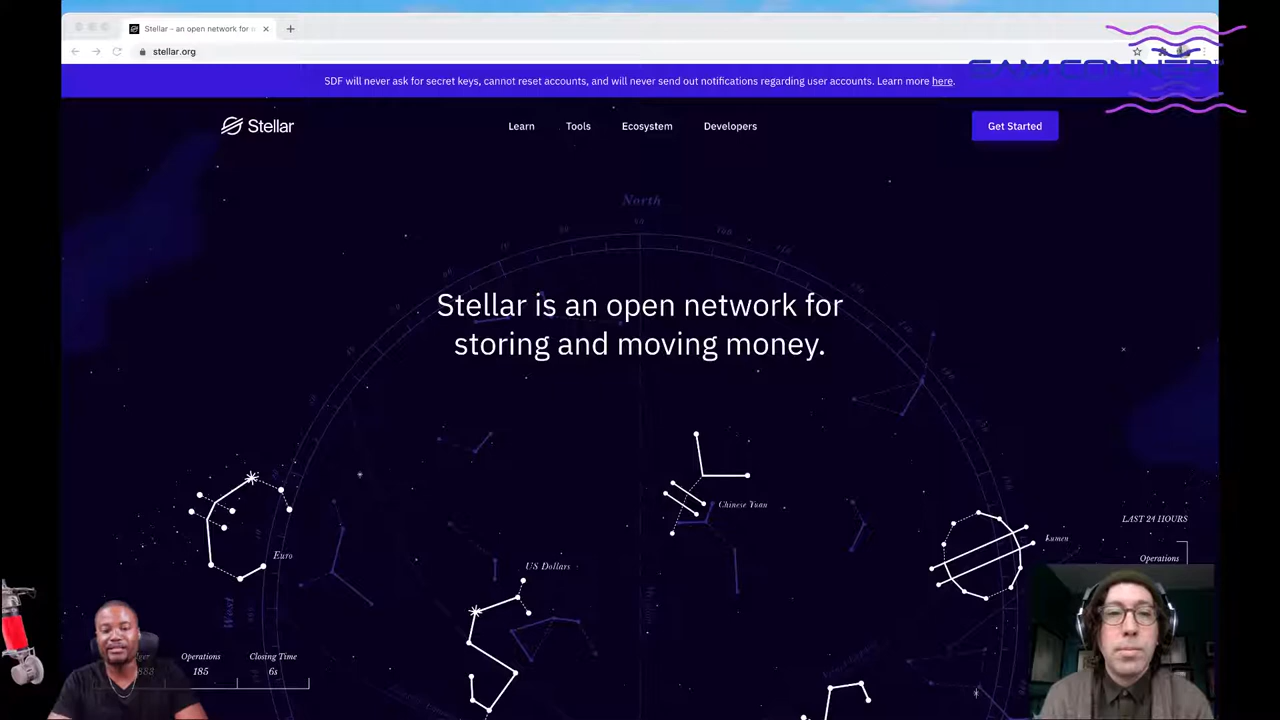 Stellar - an open network for
stellar.org
SDF will never ask for secret keys, cannot reset accounts, and will never send out notifications regarding user accounts. Learn more here.
Stellar
Learn
Tools
Ecosystem
Developers
Get Started
North
Stellar is an open network for
storing and moving money.
Chinese Yuan
LAST 24 HOURS
Lumen
Euro
Operations
US Dollars
West
Operations
Closing Time
185
6s